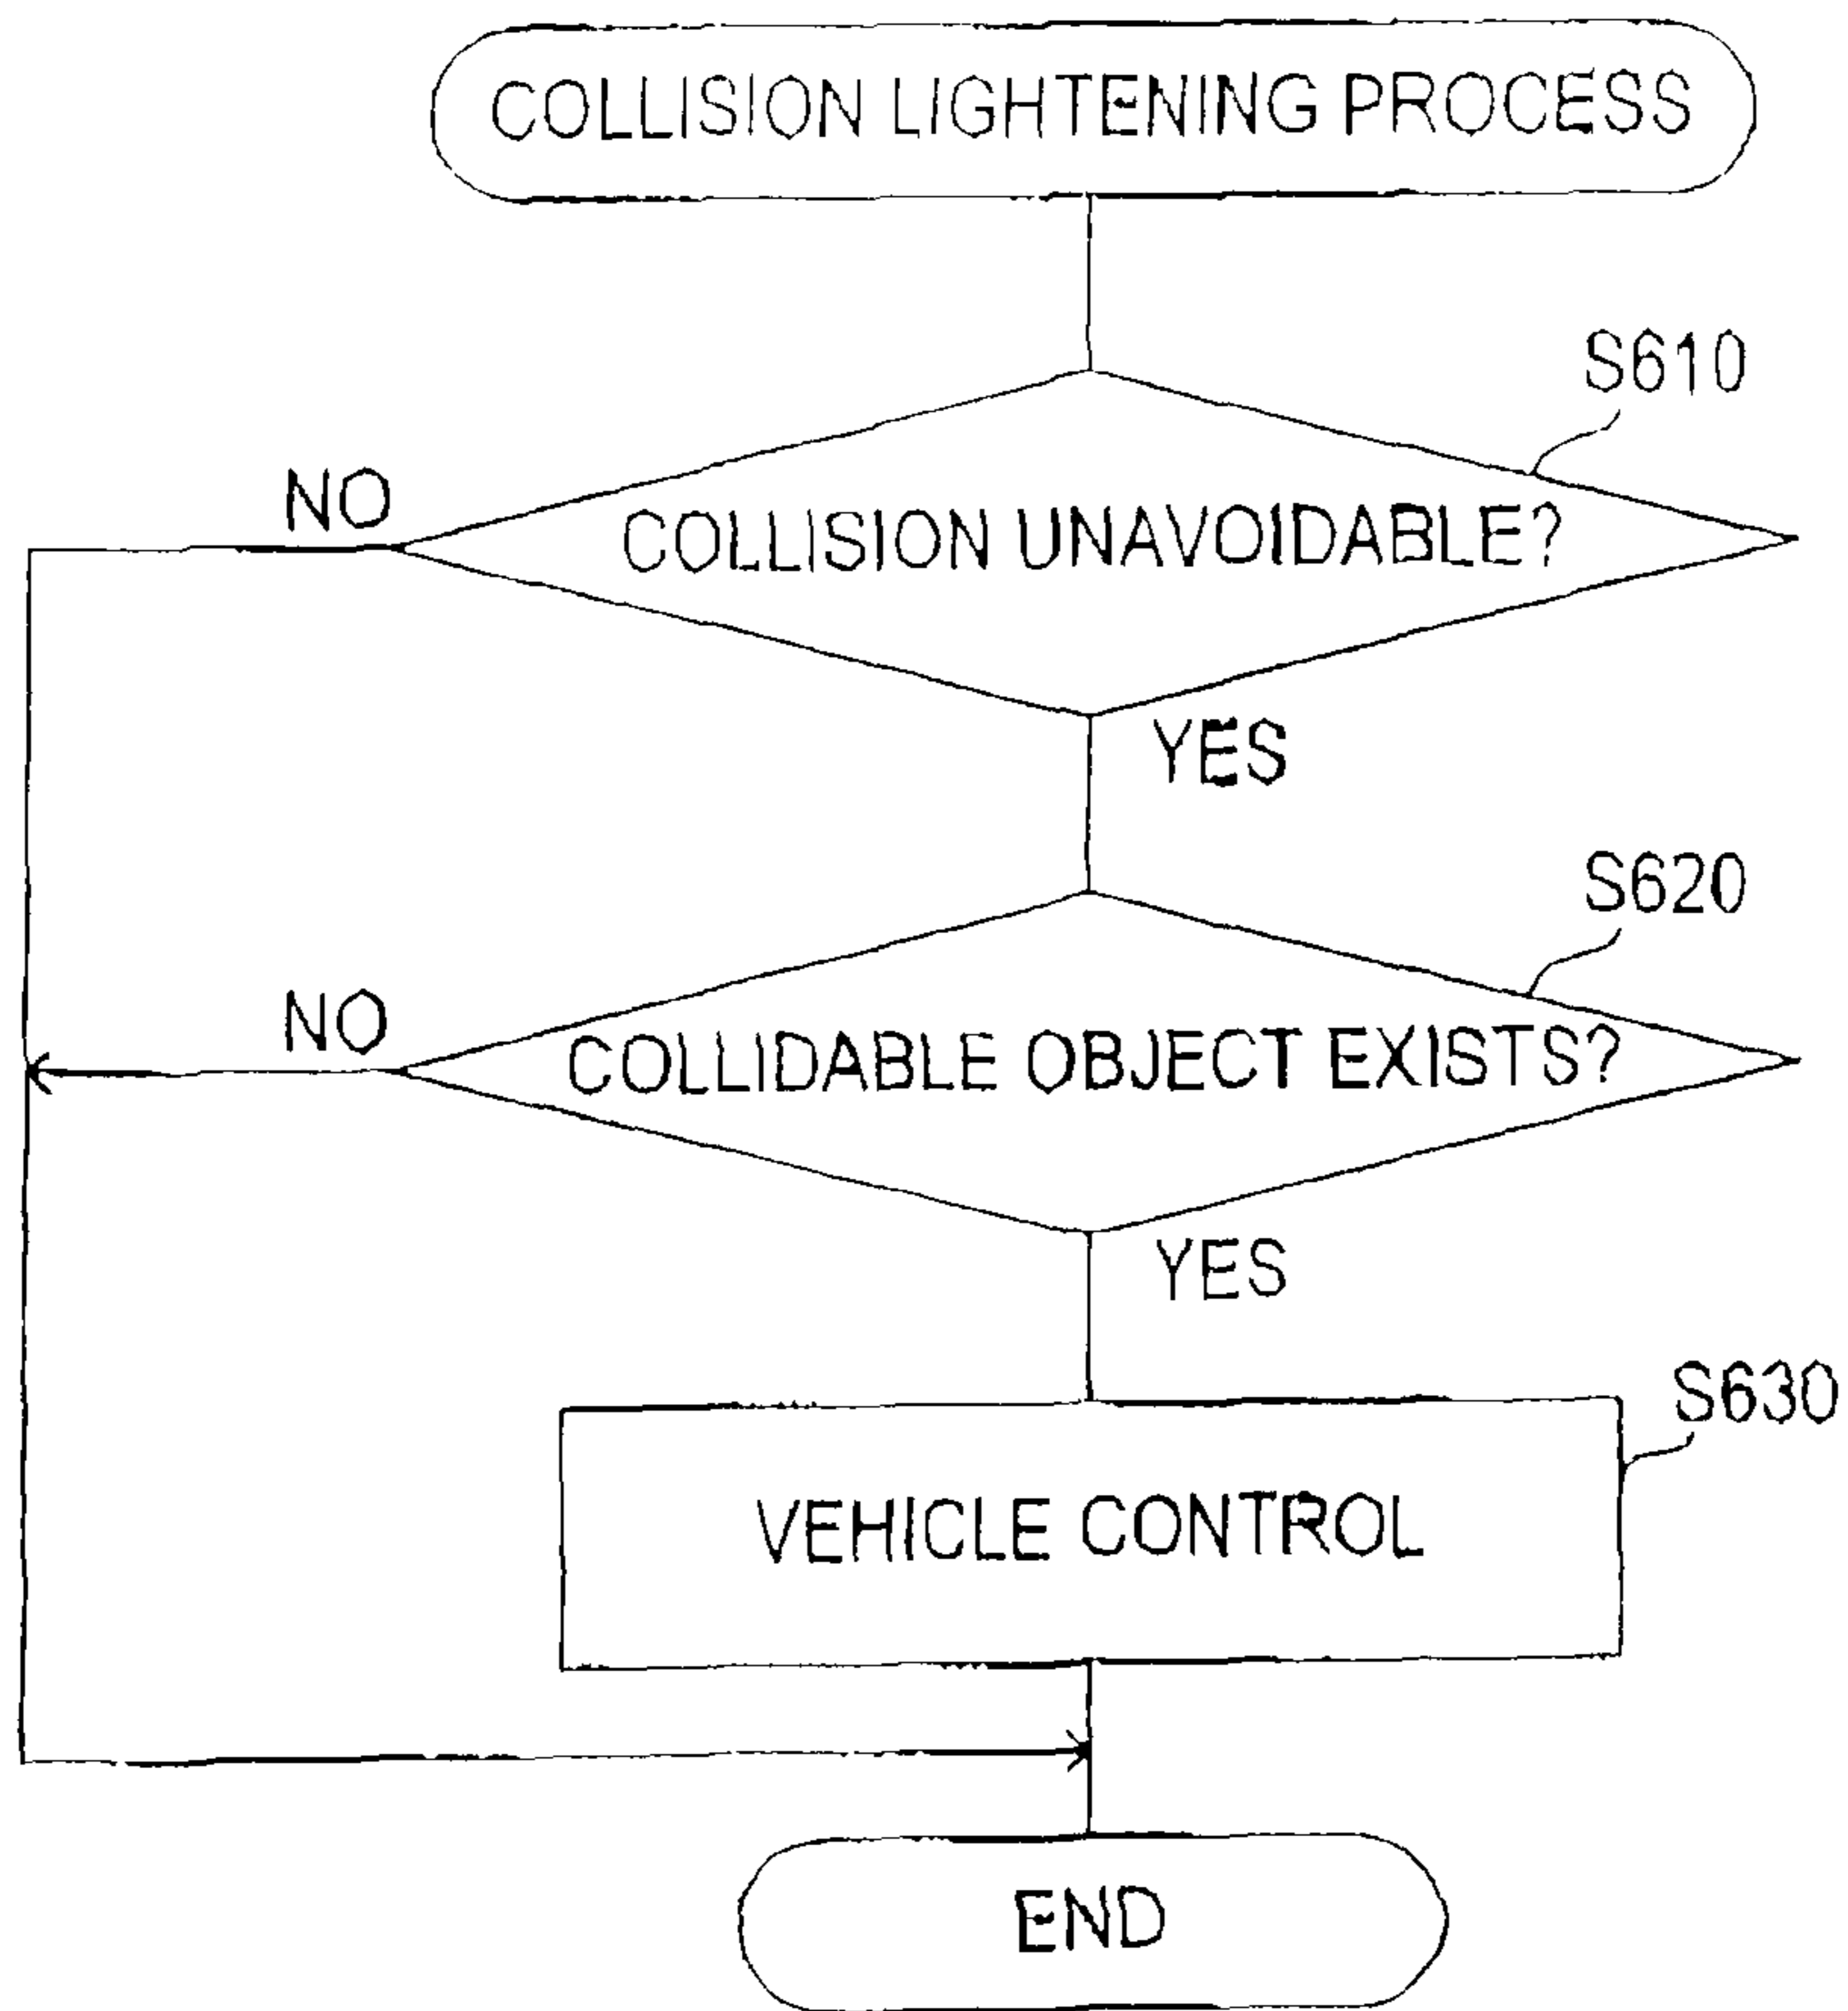 COLLISION LIGHTENING PROCESS
S610
NO
COLLISION UNAVOIDABLE?
YES
S620
NO
COLLIDABLE OBJECT EXISTS?
YES
S630
VEHICLE CONTROL
END